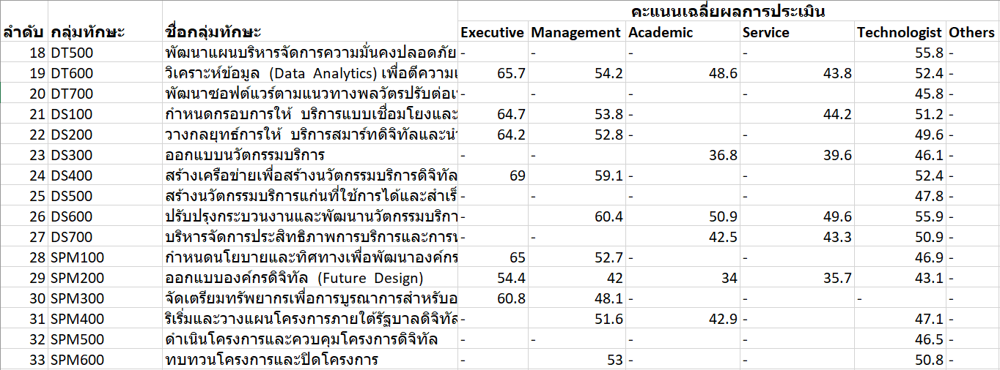 คะแนนเฉลี่ยผลการประเมิน
ลำดับ กลุ่มทักษะ ชื่อกลุ่มทักษะ Executive Management Academic Service Technologist Others
18 DT500 พัฒนาแผนบริหารจัดการความมั่นคงปลอดภัย - - - - 55.8 -
19 DT600 วิเคราะห์ข้อมูล (Data Analytics) เพื่อตีความ 65.7 54.2 48.6 43.8 52.4 -
20 DT700 พัฒนาซอฟต์แวร์ตามแนวทางพลวัตรปรับต่อ - - - - 45.8 -
21 DS100 กำหนดกรอบการให้ บริการแบบเชื่อมโยงและ 64.7 53.8 - 44.2 51.2 -
22 DS200 วางกลยุทธ์การให้ บริการสมาร์ทดิจิทัลและนำ 64.2 52.8 - - 49.6 -
23 DS300 ออกแบบนวัตกรรมบริการ - - 36.8 39.6 46.1 -
24 DS400 สร้างเครือข่ายเพื่อสร้างนวัตกรรมบริการดิจิทัล 69 59.1 - - 52.4 -
25 DS500 สร้างนวัตกรรมบริการแก่นที่ใช้การได้และสำเร็ - - - - 47.8 -
26 DS600 ปรับปรุงกระบวนงานและพัฒนานวัตกรรมบริกา - 60.4 50.9 49.6 55.9 -
27 DS700 บริหารจัดการประสิทธิภาพการบริการและการ - - 42.5 43.3 50.9 -
28 SPM100 กำหนดนโยบายและทิศทางเพื่อพัฒนาองค์กร 65 52.7 - - 46.9 -
29 SPM200 ออกแบบองค์กรดิจิทัล (Future Design) 54.4 42 34 35.7 43.1 -
30 SPM300 จัดเตรียมทรัพยากรเพื่อการบูรณาการสำหรับอ 60.8 48.1 - - - -
31 SPM400 ริเริ่มและวางแผนโครงการภายใต้รัฐบาลดิจิทัล - 51.6 42.9 - 47.1 -
32 SPM500 ดำเนินโครงการและควบคุมโครงการดิจิทัล - - - - 46.5 -
33 SPM600 ทบทวนโครงการและปิดโครงการ - 53 - - 50.8 -